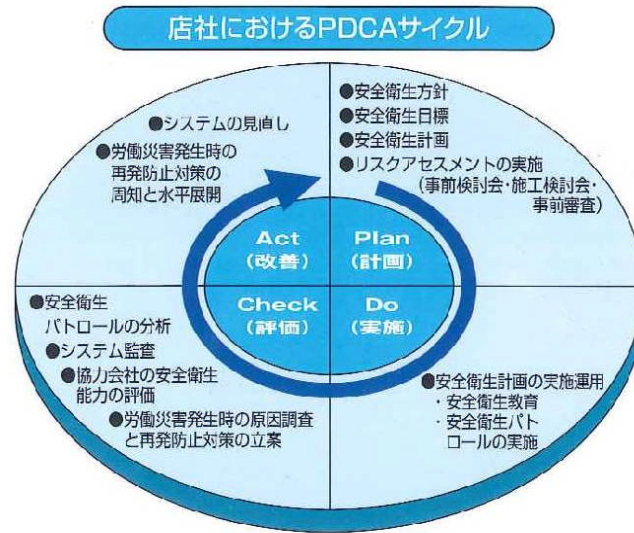 店社におけるPDCAサイクル
●システムの見直し
●労働災害発生時の
再発防止対策の
周知と水平展開
●安全衛生方針
●安全衛生目標
●安全衛生計画
●リスクアセスメントの実施
(事前検討会・施工検討会・
事前審査)
Act
(改善)
Plan
(計画)
Check
(評価)
Do
(実施)
●安全衛生
パトロールの分析
●システム監査
●協力会社の安全衛生
能力の評価
●労働災害発生時の原因調査
と再発防止対策の立案
●安全衛生計画の実施運用
・安全衛生教育
・安全衛生パト
ロールの実施